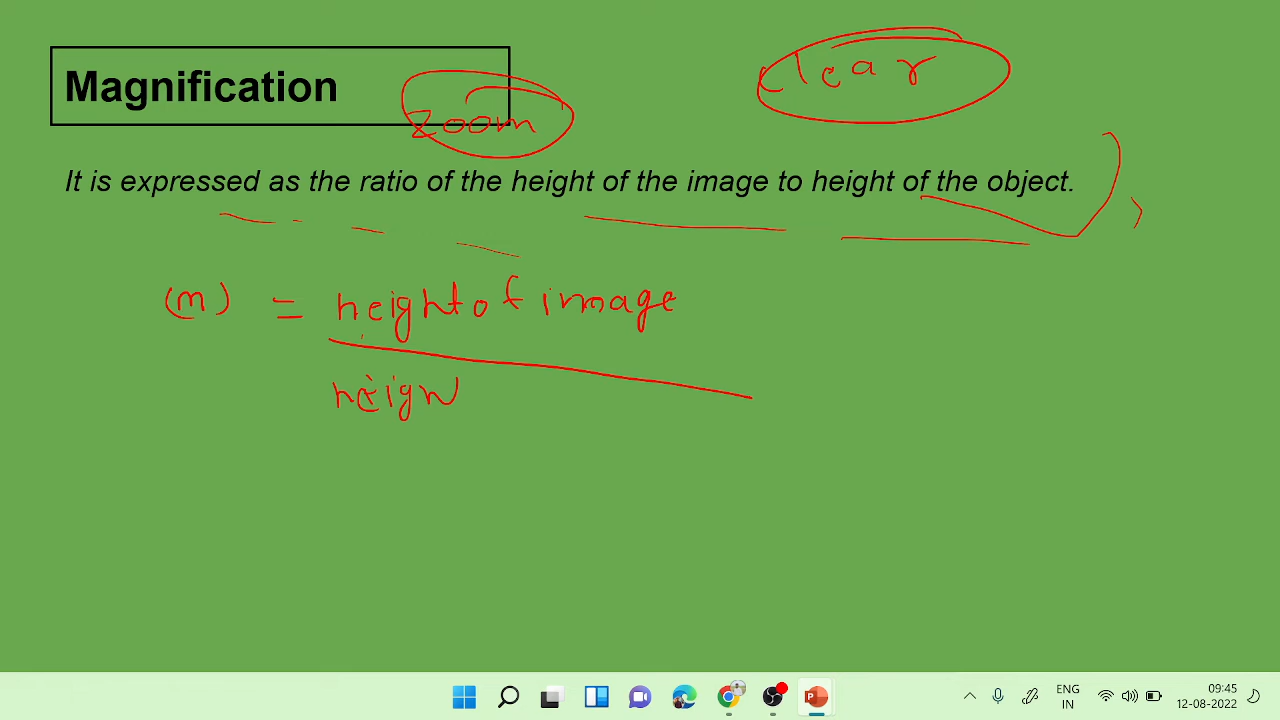 Magnification
zoom
clear
It is expressed as the ratio of the height of the image to height of the object.
(m) = height of image
heigh
ENG
IN
09:45
12-08-2022